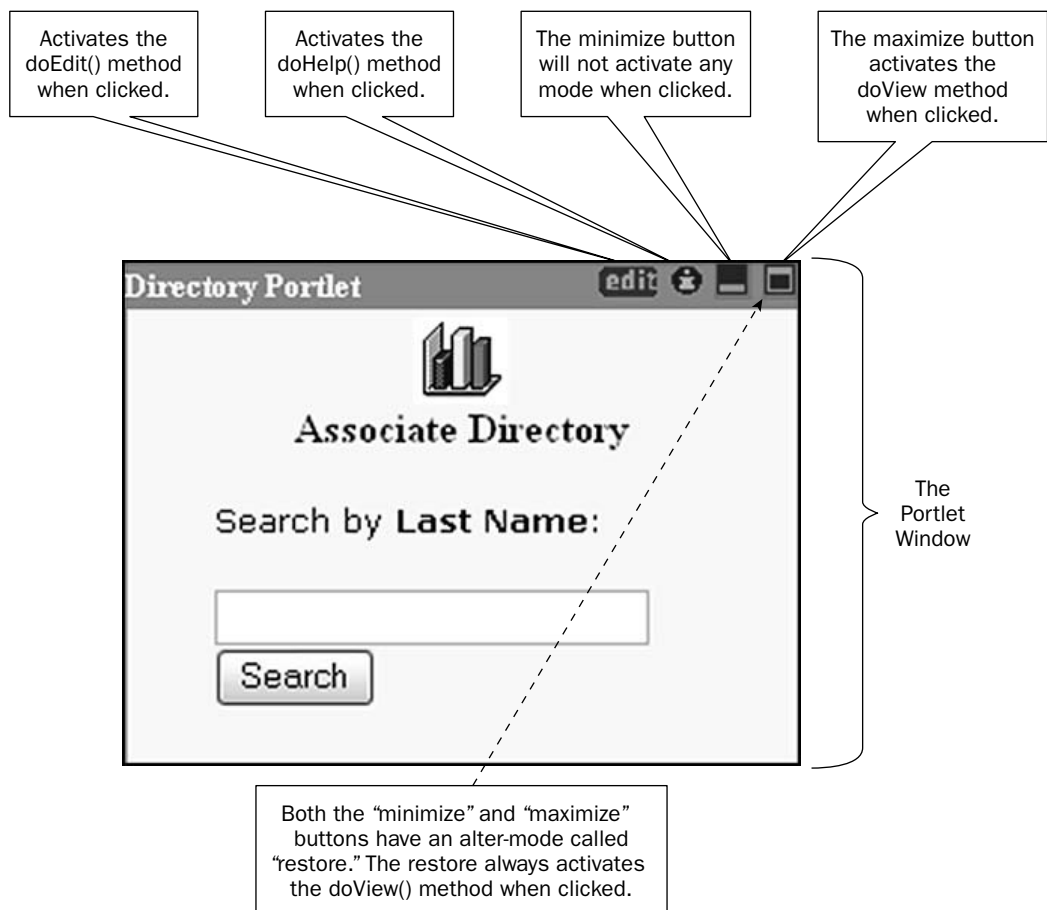 Activates the
doEdit() method
when clicked.
Activates the
doHelp() method
when clicked.
The minimize button
will not activate any
mode when clicked.
The maximize button
activates the
doView method
when clicked.
Directory Portlet
edit
Associate Directory
Search by Last Name:
Search
The
Portlet
Window
Both the “minimize” and “maximize”
buttons have an alter-mode called
“restore.” The restore always activates
the doView() method when clicked.